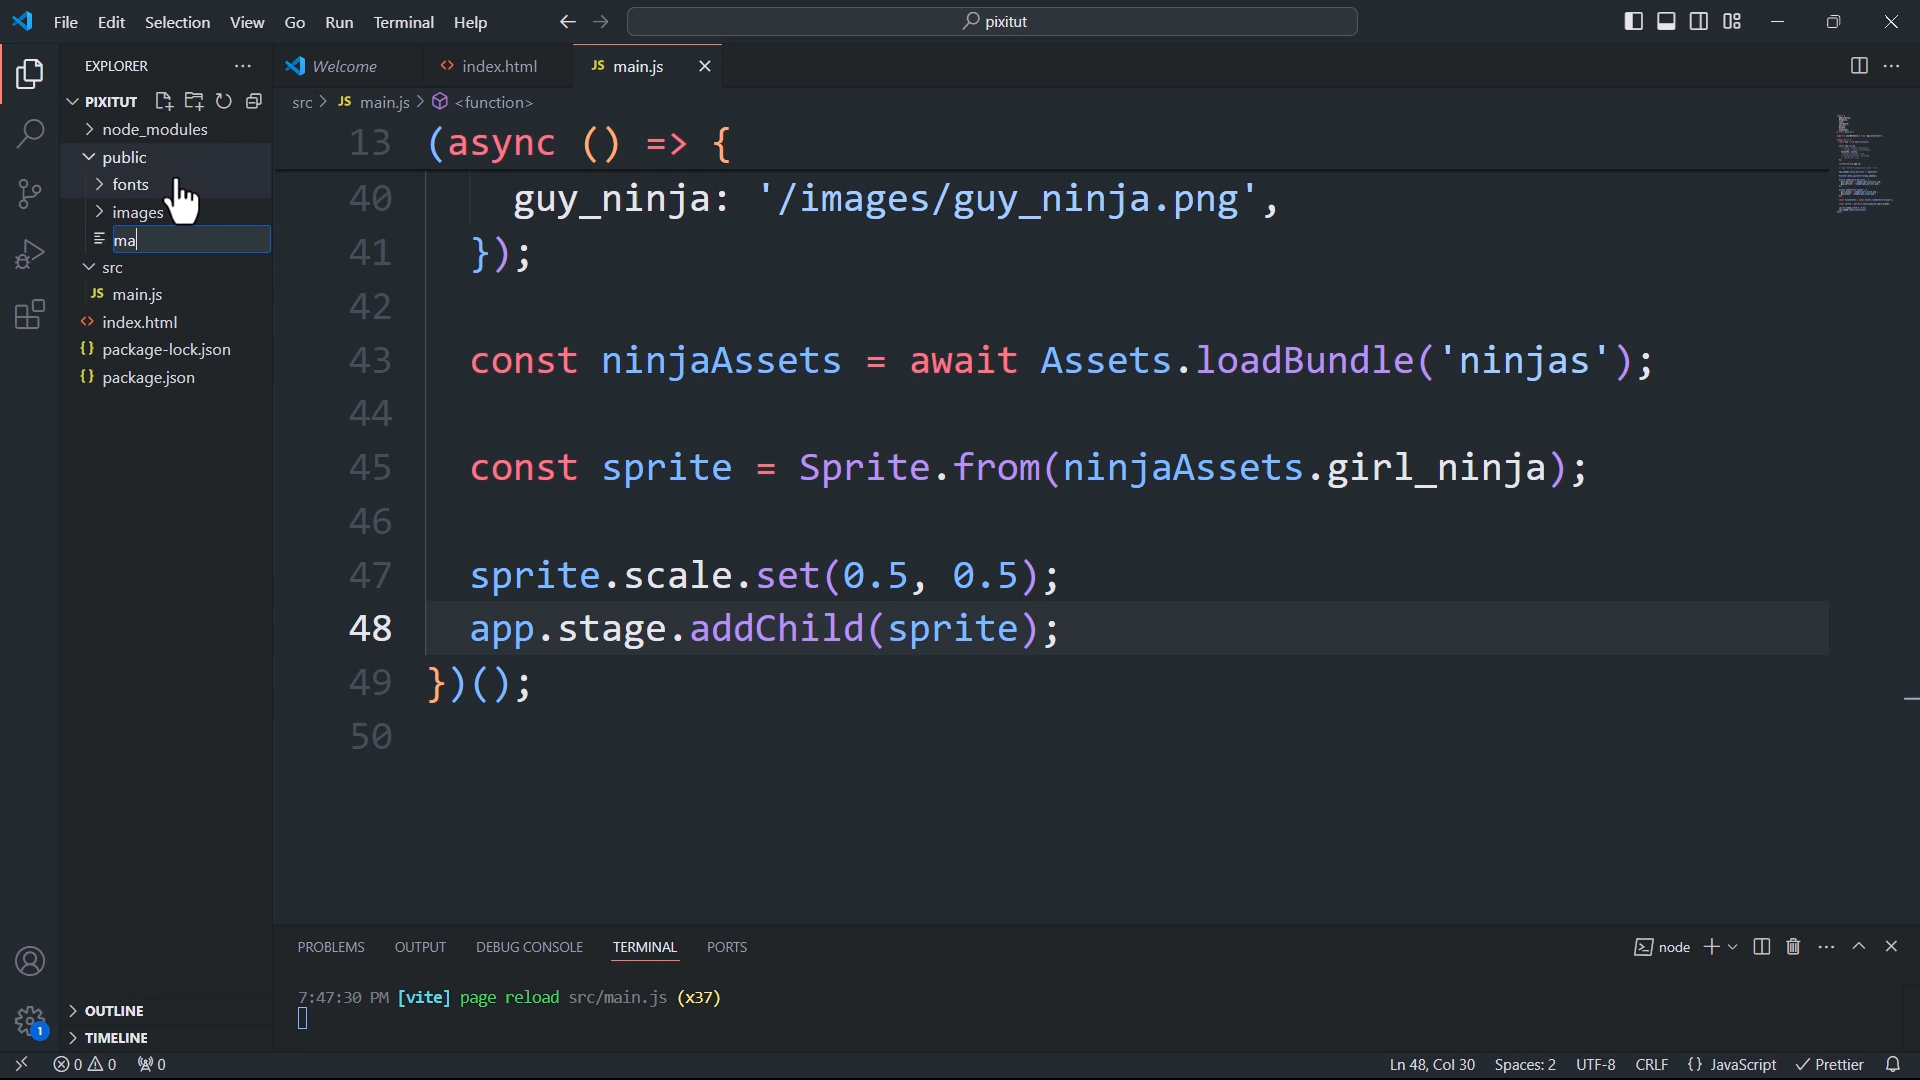 File Edit Selection View Go Run Terminal Help
pixitut
EXPLORER
PIXITUT
node_modules
public
fonts
images
ma
src
JS main.js
<> index.html
{} package-lock.json
{} package.json
OUTLINE
TIMELINE
Welcome
<> index.html
JS main.js
src > JS main.js > <function>
13 (async () => {
40 guy_ninja: '/images/guy_ninja.png',
41 });
42
43 const ninjaAssets = await Assets.loadBundle('ninjas');
44
45 const sprite = Sprite.from(ninjaAssets.girl_ninja);
46
47 sprite.scale.set(0.5, 0.5);
48 app.stage.addChild(sprite);
49 })();
50
PROBLEMS OUTPUT DEBUG CONSOLE TERMINAL PORTS
node
7:47:30 PM [vite] page reload src/main.js (x37)
1
0 0 0
Ln 48, Col 30 Spaces: 2 UTF-8 CRLF {} JavaScript Prettier